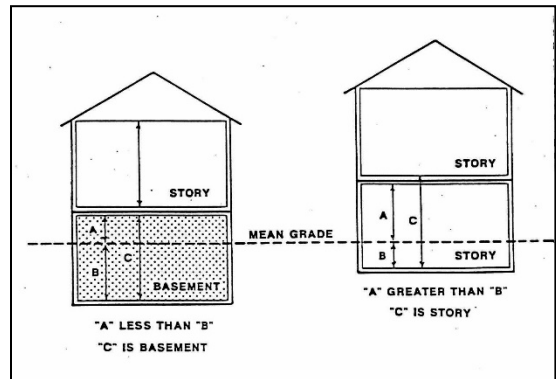 STORY
A
C
B
BASEMENT
"A" LESS THAN "B"
"C" IS BASEMENT
MEAN GRADE
STORY
A
C
B
STORY
"A" GREATER THAN "B"
"C" IS STORY